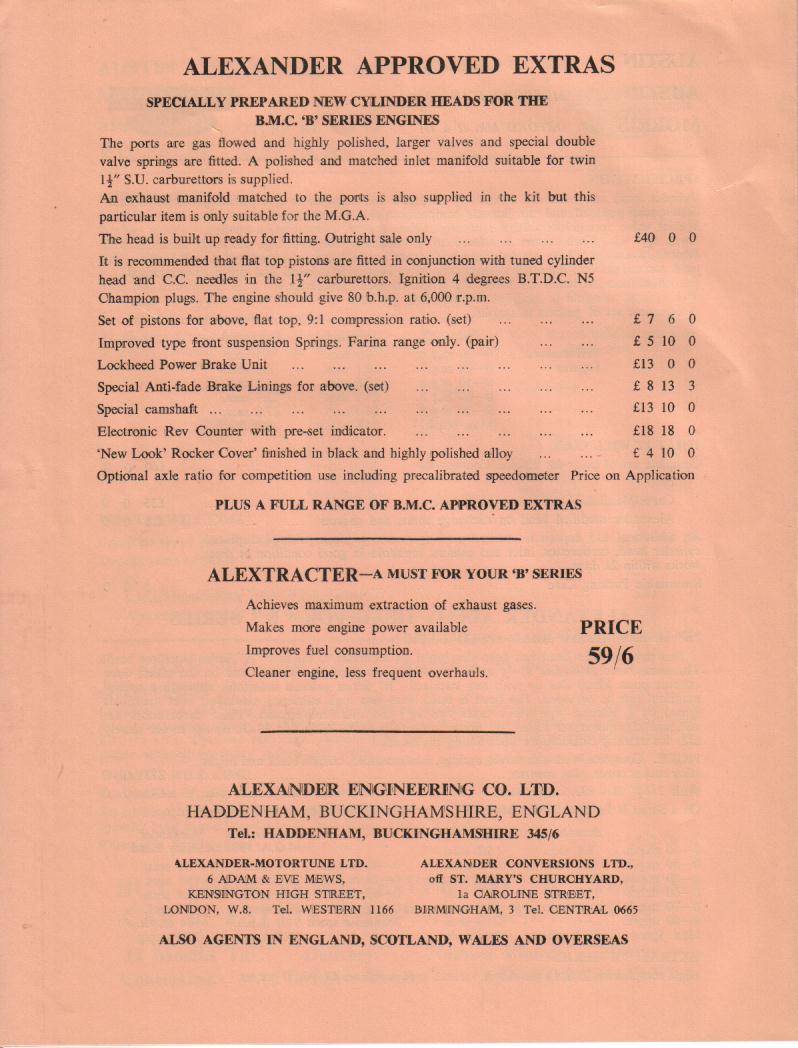 ALEXANDER APPROVED EXTRAS
SPECIALLY PREPARED NEW CYLINDER HEADS FOR THE
B.M.C. ‘B’ SERIES ENGINES
The ports are gas flowed and highly polished, larger valves and special double
valve springs are fitted. A polished and matched inlet manifold suitable for twin
1½″ S.U. carburettors is supplied.
An exhaust manifold matched to the ports is also supplied in the kit but this
particular item is only suitable for the M.G.A.
The head is built up ready for fitting. Outright sale only ... ... ... ... £40 0 0
It is recommended that flat top pistons are fitted in conjunction with tuned cylinder
head and C.C. needles in the 1½″ carburettors. Ignition 4 degrees B.T.D.C. N5
Champion plugs. The engine should give 80 b.h.p. at 6,000 r.p.m.
Set of pistons for above, flat top, 9:1 compression ratio. (set) ... ... ... £ 7 6 0
Improved type front suspension Springs. Farina range only. (pair) ... ... £ 5 10 0
Lockheed Power Brake Unit ... ... ... ... ... ... ... ... £13 0 0
Special Anti-fade Brake Linings for above. (set) ... ... ... ... ... £ 8 13 3
Special camshaft ... ... ... ... ... ... ... ... ... ... £13 10 0
Electronic Rev Counter with pre-set indicator. ... ... ... ... ... £18 18 0
‘New Look’ Rocker Cover’ finished in black and highly polished alloy ... ... £ 4 10 0
Optional axle ratio for competition use including precalibrated speedometer Price on Application
PLUS A FULL RANGE OF B.M.C. APPROVED EXTRAS
ALEXTRACTER—A MUST FOR YOUR ‘B’ SERIES
Achieves maximum extraction of exhaust gases.
Makes more engine power available
Improves fuel consumption.
Cleaner engine, less frequent overhauls.
PRICE
59/6
ALEXANDER ENGINEERING CO. LTD.
HADDENHAM, BUCKINGHAMSHIRE, ENGLAND
Tel.: HADDENHAM, BUCKINGHAMSHIRE 345/6
ALEXANDER-MOTORTUNE LTD.
6 ADAM & EVE MEWS,
KENSINGTON HIGH STREET,
LONDON, W.8. Tel. WESTERN 1166
ALEXANDER CONVERSIONS LTD.,
off ST. MARY'S CHURCHYARD,
1a CAROLINE STREET,
BIRMINGHAM, 3 Tel. CENTRAL 0665
ALSO AGENTS IN ENGLAND, SCOTLAND, WALES AND OVERSEAS